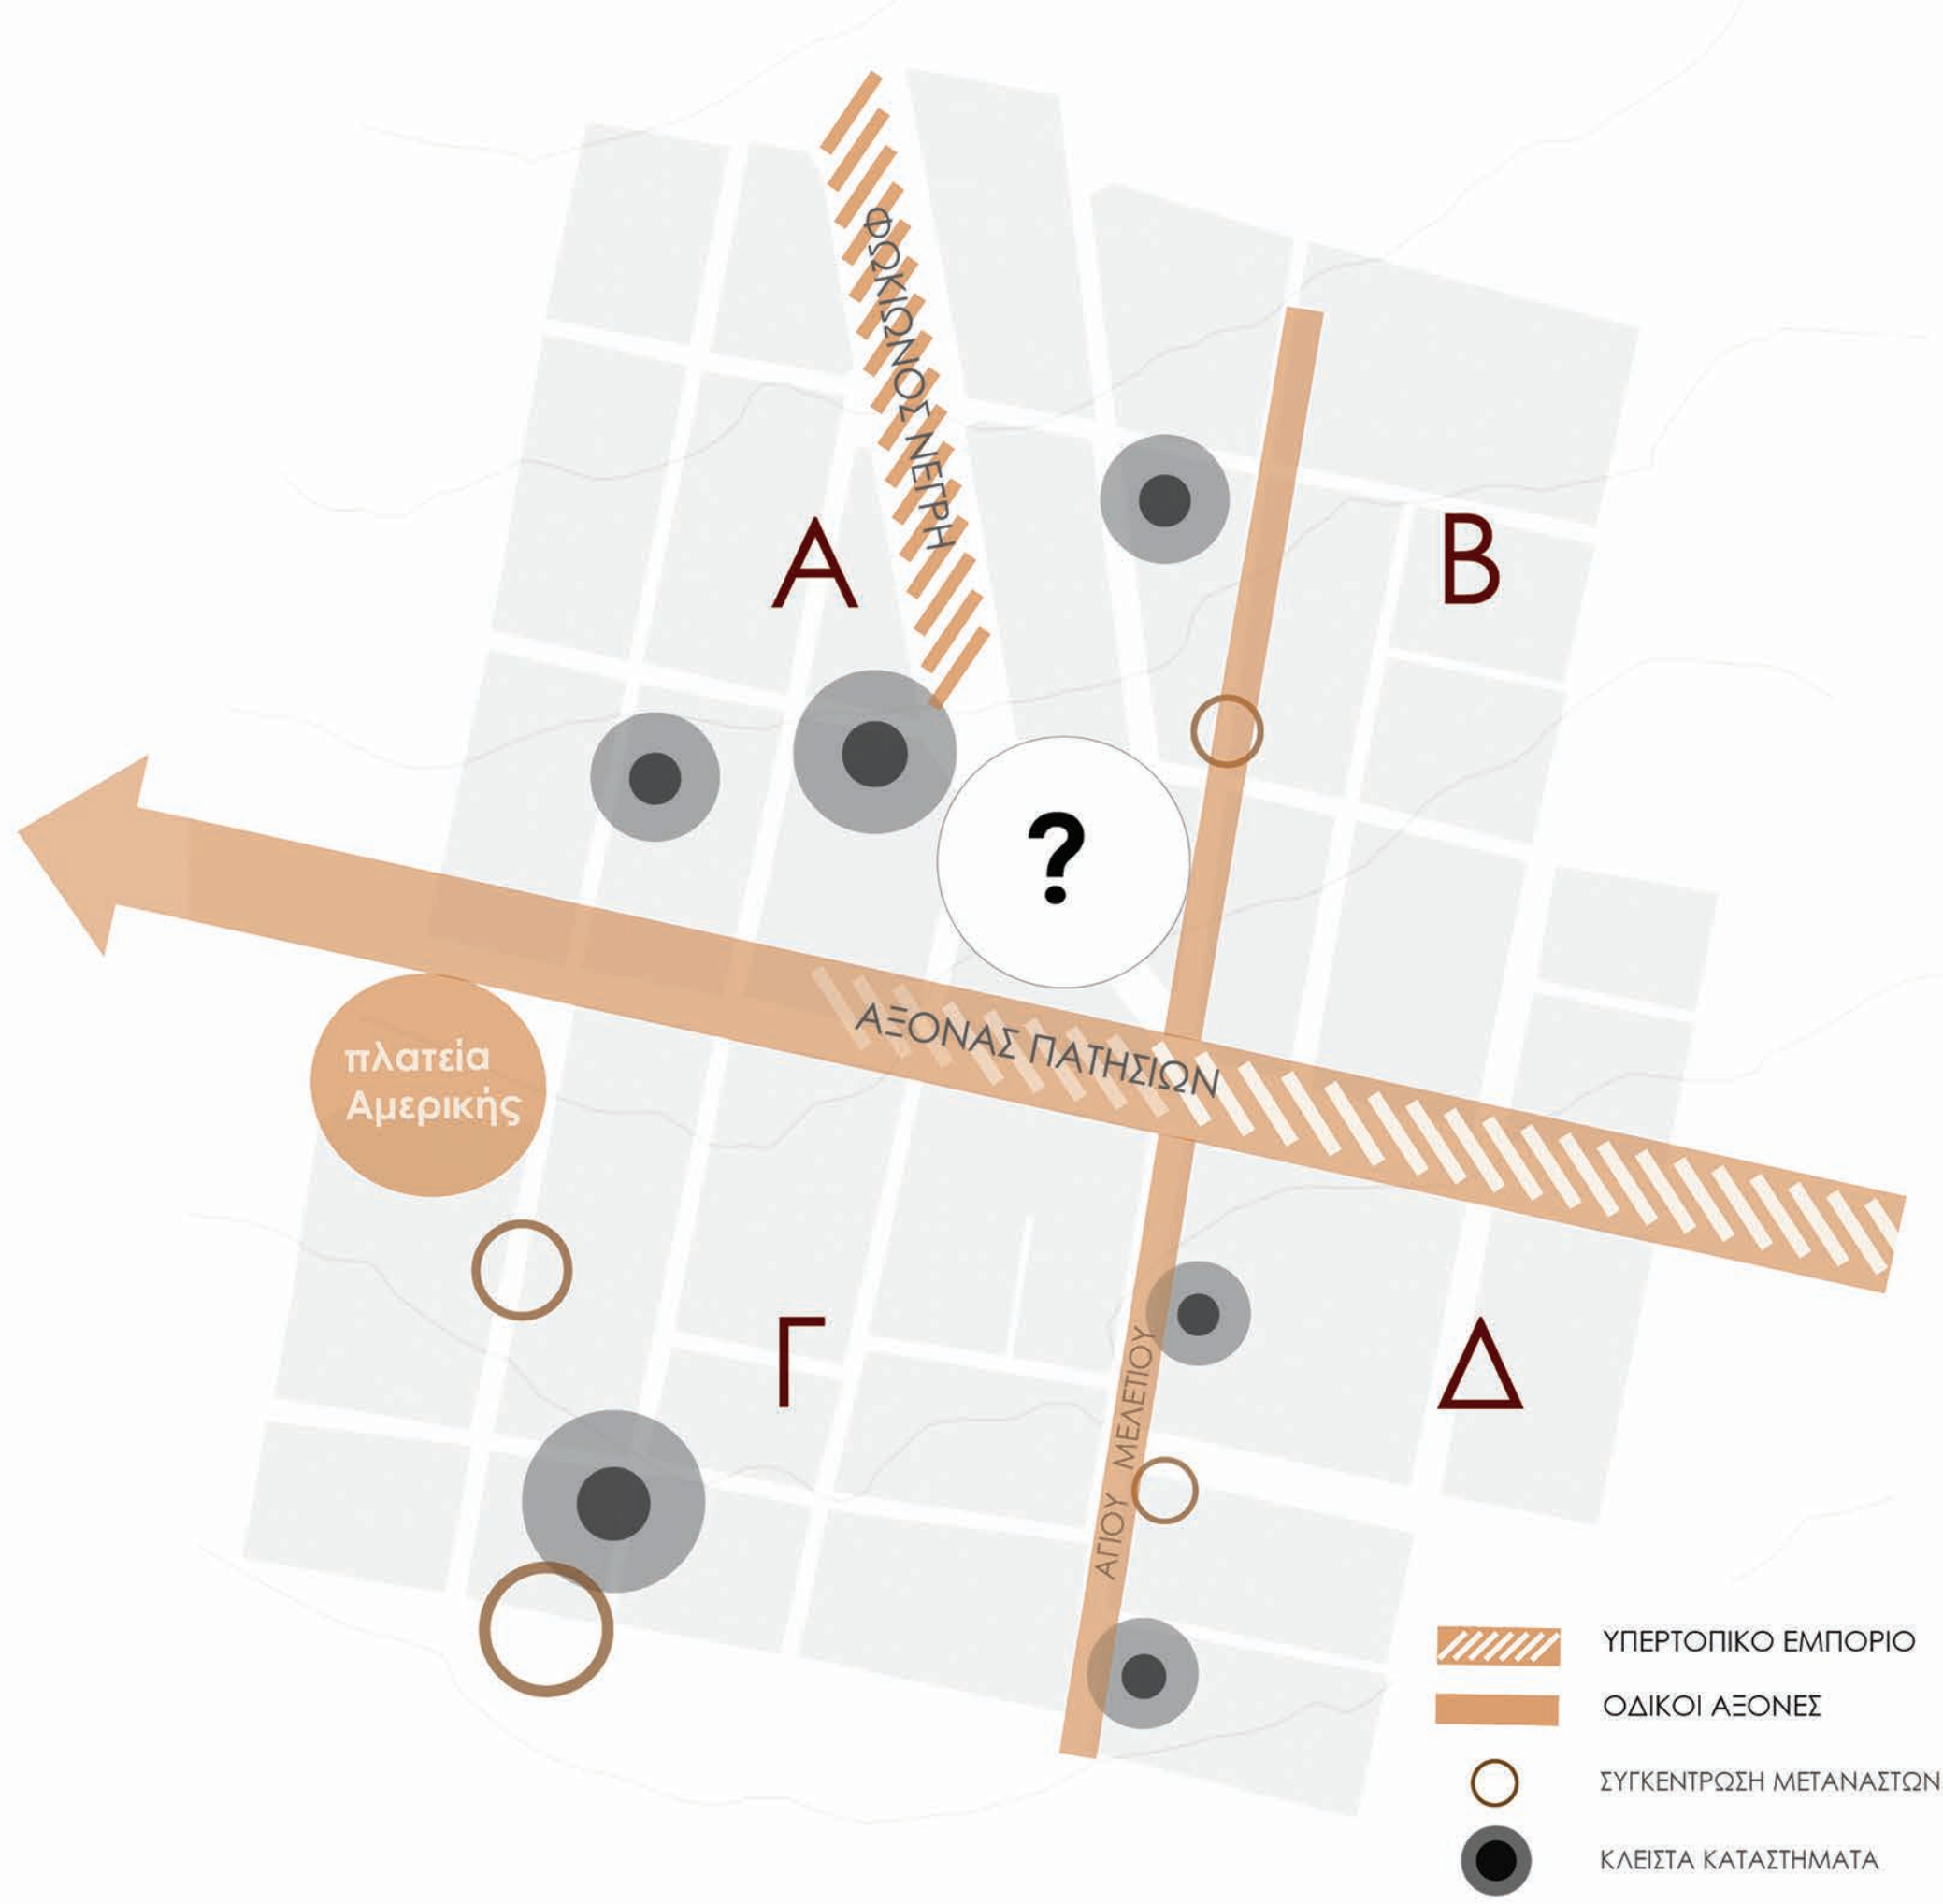 ΦΩΚΙΩΝΟΣ ΝΕΓΡΗ
Α
Β
?
ΑΞΟΝΑΣ ΠΑΤΗΣΙΩΝ
πλατεία
Αμερικής
Γ
Δ
ΑΓΙΟΥ ΜΕΛΕΤΙΟΥ
ΥΠΕΡΤΟΠΙΚΟ ΕΜΠΟΡΙΟ
ΟΔΙΚΟΙ ΑΞΟΝΕΣ
ΣΥΓΚΕΝΤΡΩΣΗ ΜΕΤΑΝΑΣΤΩΝ
ΚΛΕΙΣΤΑ ΚΑΤΑΣΤΗΜΑΤΑ